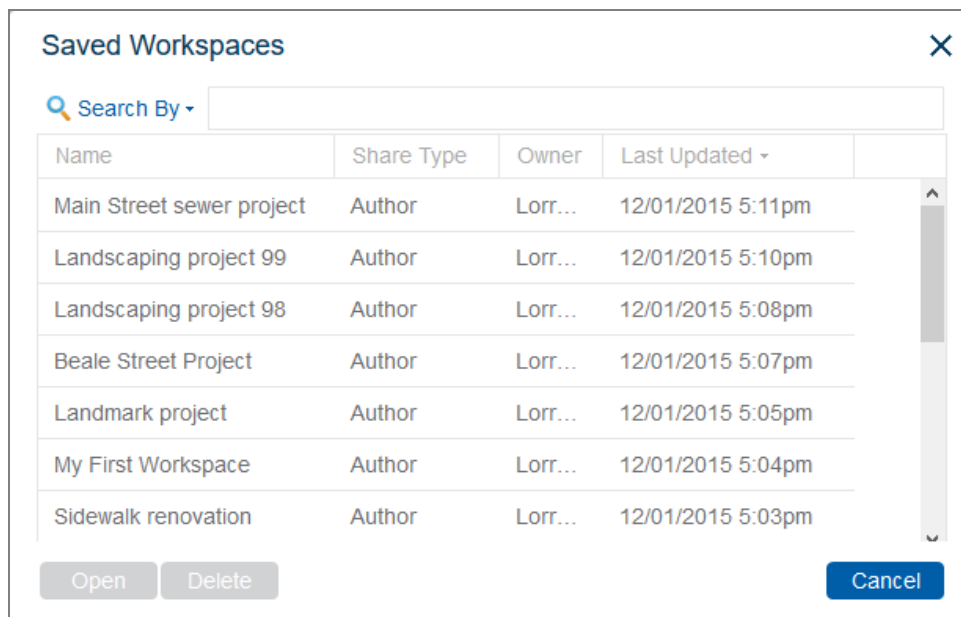 Saved Workspaces
Search By
Name Share Type Owner Last Updated
Main Street sewer project Author Lorr... 12/01/2015 5:11pm
Landscaping project 99 Author Lorr... 12/01/2015 5:10pm
Landscaping project 98 Author Lorr... 12/01/2015 5:08pm
Beale Street Project Author Lorr... 12/01/2015 5:07pm
Landmark project Author Lorr... 12/01/2015 5:05pm
My First Workspace Author Lorr... 12/01/2015 5:04pm
Sidewalk renovation Author Lorr... 12/01/2015 5:03pm
Open Delete Cancel